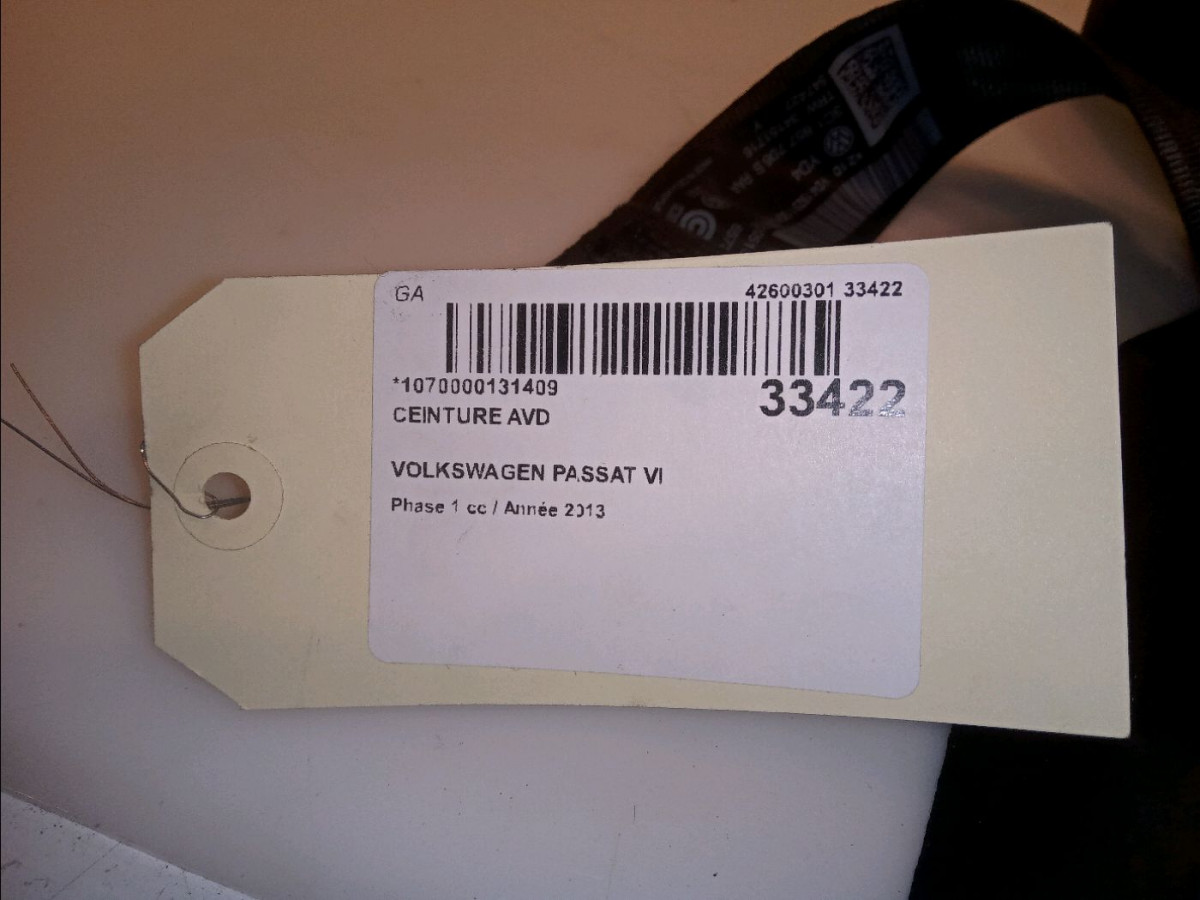 GA
42600301 33422
*1070000131409
33422
CEINTURE AVD
VOLKSWAGEN PASSAT VI
Phase 1 cc / Année 2013